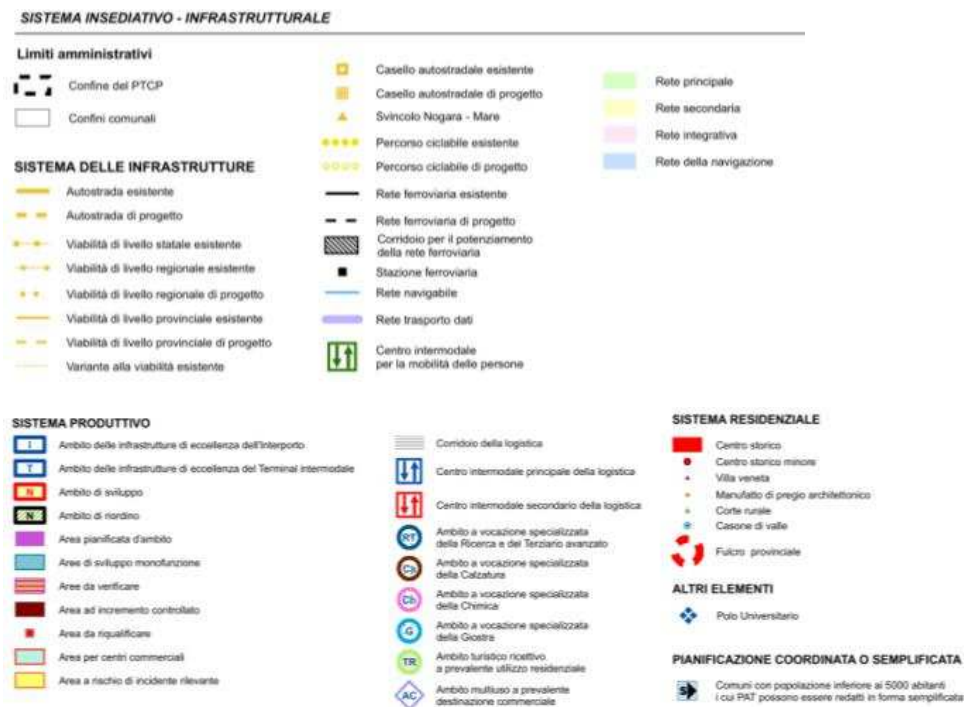 SISTEMA INSEDIATIVO - INFRASTRUTTURALE
Limiti amministrativi
Confine del PTCP
Confini comunali
SISTEMA DELLE INFRASTRUTTURE
Autostrada esistente
Autostrada di progetto
Viabilità di livello statale esistente
Viabilità di livello regionale esistente
Viabilità di livello regionale di progetto
Viabilità di livello provinciale esistente
Viabilità di livello provinciale di progetto
Variante alla viabilità esistente
Casello autostradale esistente
Casello autostradale di progetto
Svincolo Nogara - Mare
Percorso ciclabile esistente
Percorso ciclabile di progetto
Rete ferroviaria esistente
Rete ferroviaria di progetto
Corridoio per il potenziamento
della rete ferroviaria
Stazione ferroviaria
Rete navigabile
Rete trasporto dati
Centro intermodale
per la mobilità delle persone
Rete principale
Rete secondaria
Rete integrativa
Rete della navigazione
SISTEMA PRODUTTIVO
I Ambito delle infrastrutture di eccellenza dell'Interporto
T Ambito delle infrastrutture di eccellenza del Terminal intermodale
N Ambito di sviluppo
N Ambito di riordino
Area pianificata d'ambito
Aree di sviluppo monofunzione
Aree da verificare
Area ad incremento controllato
Area da riqualificare
Area per centri commerciali
Area a rischio di incidente rilevante
Corridoio della logistica
Centro intermodale principale della logistica
Centro intermodale secondario della logistica
RT Ambito a vocazione specializzata
della Ricerca e del Terziario avanzato
Ambito a vocazione specializzata
della Calzatura
Ambito a vocazione specializzata
della Chimica
G Ambito a vocazione specializzata
della Giostra
TR Ambito turistico ricettivo
a prevalente utilizzo residenziale
AC Ambito multiuso a prevalente
destinazione commerciale
SISTEMA RESIDENZIALE
Centro storico
Centro storico minore
Villa veneta
Manufatto di pregio architettonico
Corte rurale
Casone di valle
Fulcro provinciale
ALTRI ELEMENTI
Polo Universitario
PIANIFICAZIONE COORDINATA O SEMPLIFICATA
Comuni con popolazione inferiore ai 5000 abitanti
i cui PAT possono essere redatti in forma semplificata